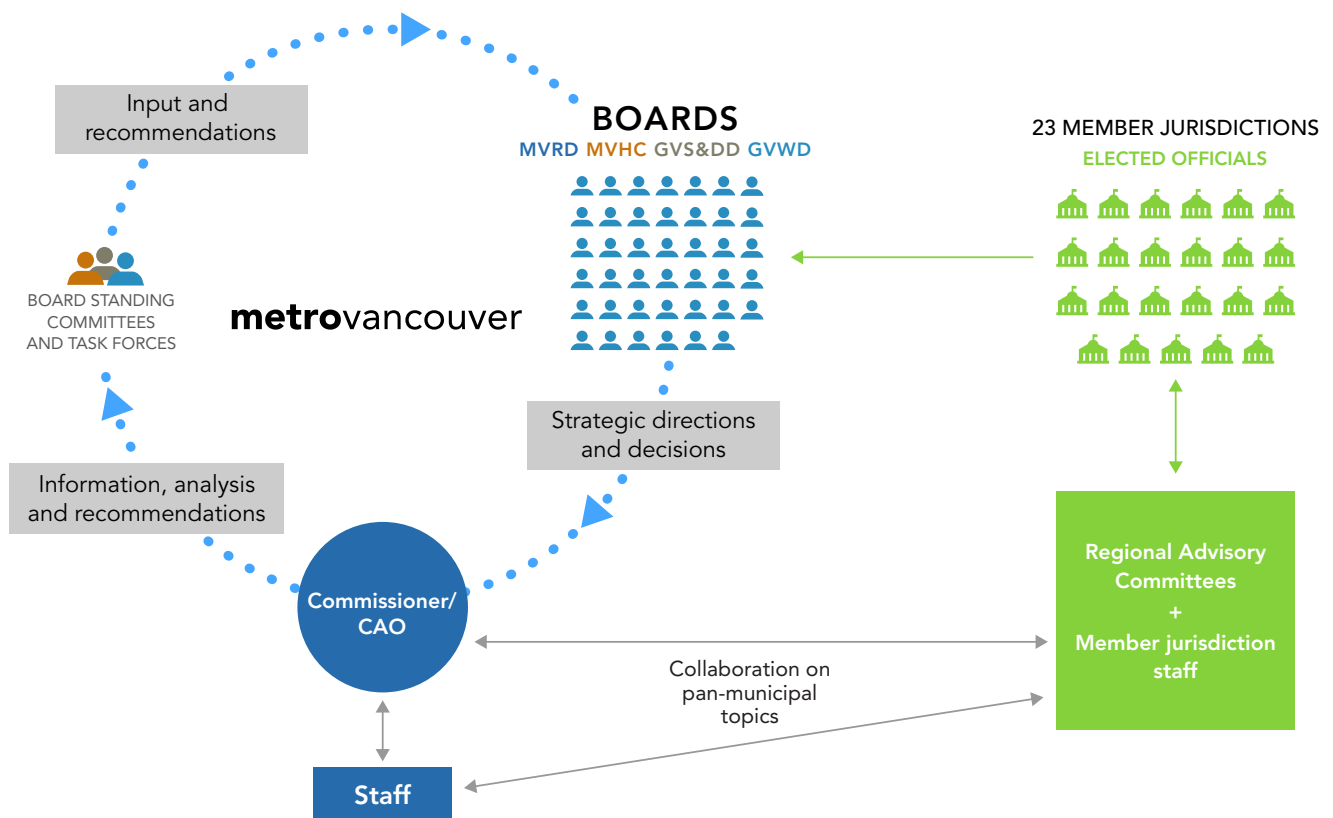 Input and
recommendations
BOARDS
MVRD MVHC GVS&DD GVWD
23 MEMBER JURISDICTIONS
ELECTED OFFICIALS
BOARD STANDING
COMMITTEES
AND TASK FORCES
metrovancouver
Strategic directions
and decisions
Information, analysis
and recommendations
Commissioner/
CAO
Regional Advisory
Committees
+
Member jurisdiction
staff
Collaboration on
pan-municipal
topics
Staff